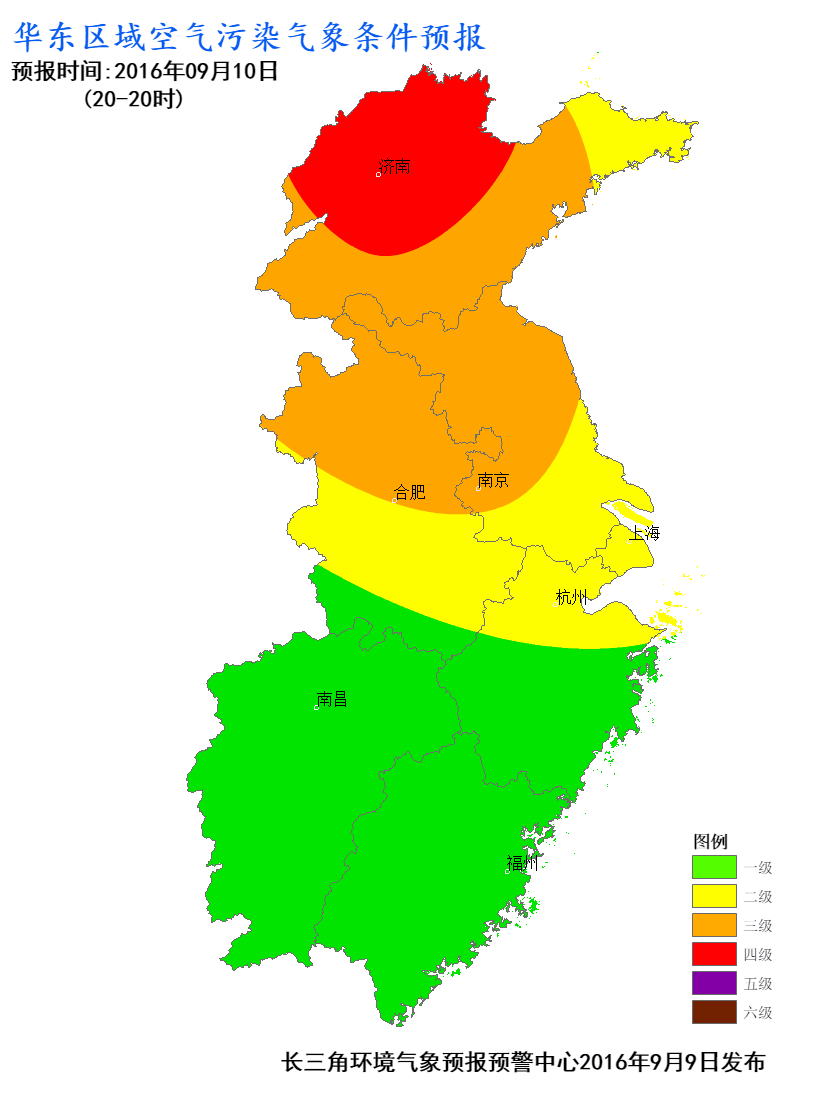 华东区域空气污染气象条件预报
预报时间:2016年09月10日
(20-20时)
济南
合肥
南京
上海
杭州
南昌
福州
图例
一级
二级
三级
四级
五级
六级
长三角环境气象预报预警中心2016年9月9日发布